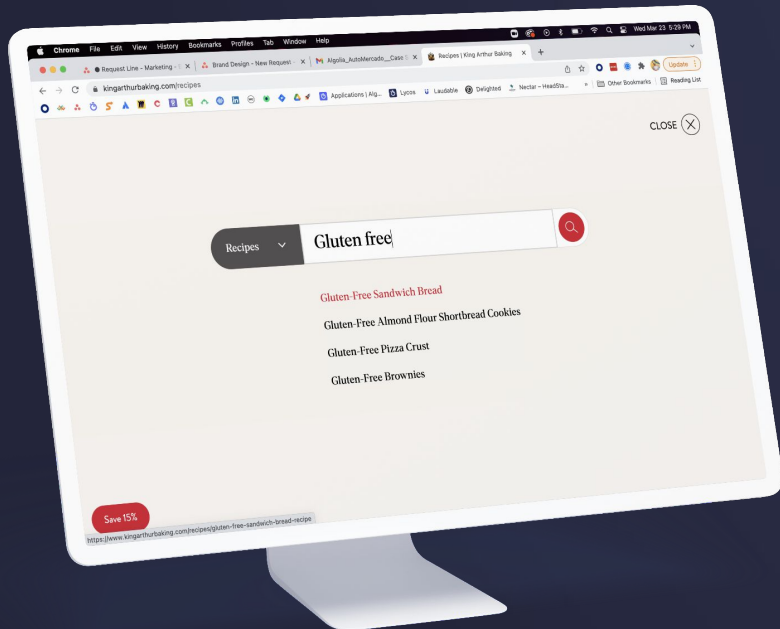 Chrome File Edit View History Bookmarks Profiles Tab Window Help
Wed Mar 23 5:29 PM
Request Line - Marketing -
Brand Design - New Request -
Algolia_AutoMercado__Case S
Recipes | King Arthur Baking
kingarthurbaking.com/recipes
Update
Applications | Alg...
Lycos
Laudable
Delighted
Nectar – HeadSta...
Other Bookmarks
Reading List
CLOSE
Recipes
Gluten free
Gluten-Free Sandwich Bread
Gluten-Free Almond Flour Shortbread Cookies
Gluten-Free Pizza Crust
Gluten-Free Brownies
Save 15%
https://www.kingarthurbaking.com/recipes/gluten-free-sandwich-bread-recipe